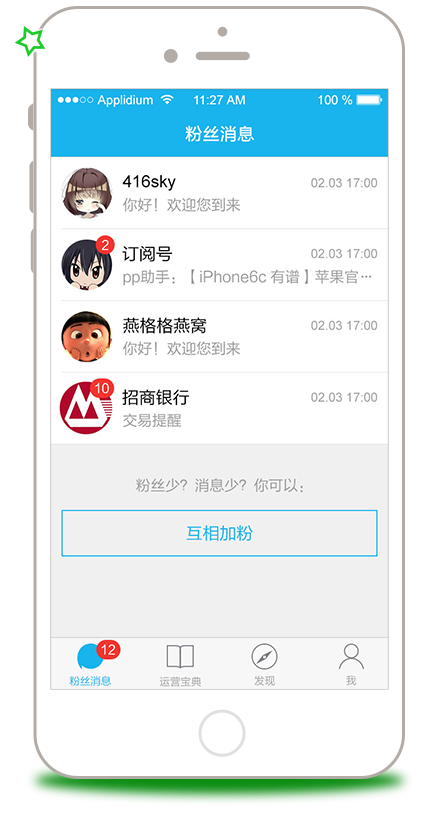 ●●●○○ Applidium 11:27 AM 100 %
粉丝消息
416sky 02.03 17:00
你好！欢迎您到来
2
订阅号 02.03 17:00
pp助手：【iPhone6c 有谱】苹果官···
燕格格燕窝 02.03 17:00
你好！欢迎您到来
10
招商银行 02.03 17:00
交易提醒
粉丝少？消息少？你可以：
互相加粉
12
粉丝消息 运营宝典 发现 我